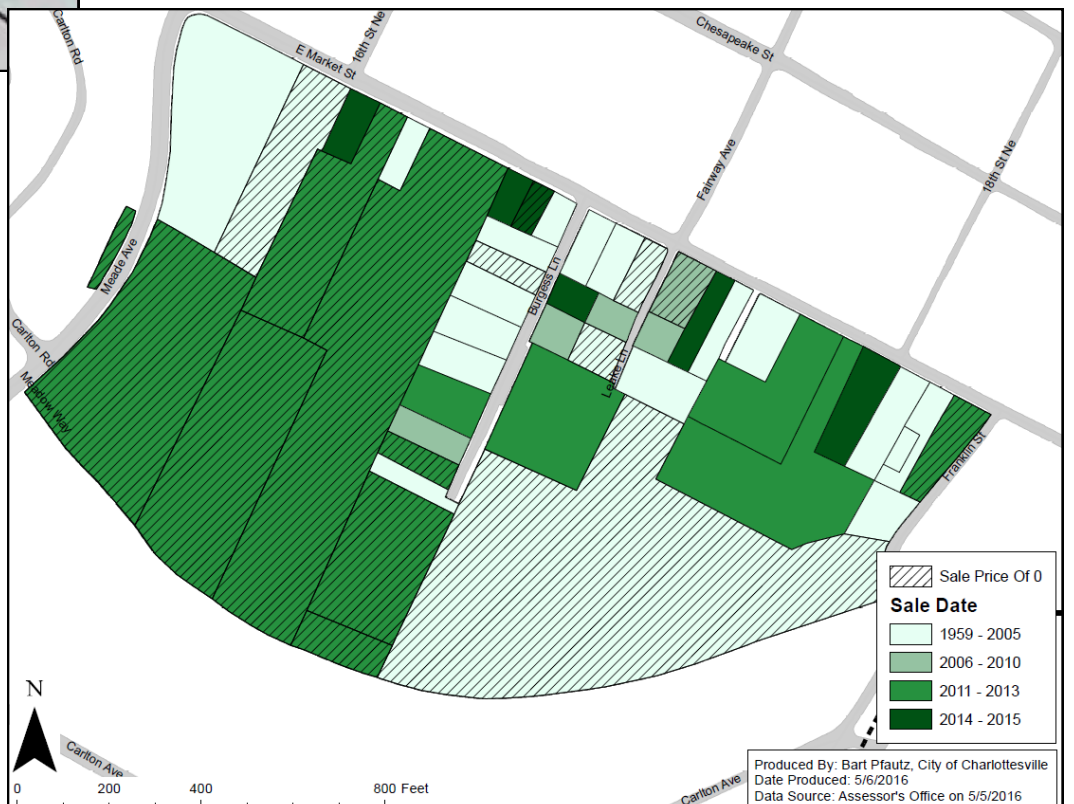 Carlton Rd
16th St Ne
E Market St
Chesapeake St
Fairway Ave
18th St Ne
Meade Ave
Burgess Ln
Carlton Rd
Leake Ln
Meadow Way
Franklin St
Sale Price Of 0
Sale Date
1959 - 2005
2006 - 2010
2011 - 2013
2014 - 2015
N
Carlton Ave
Carlton Ave
0 200 400 800 Feet
Produced By: Bart Pfautz, City of Charlottesville
Date Produced: 5/6/2016
Data Source: Assessor's Office on 5/5/2016